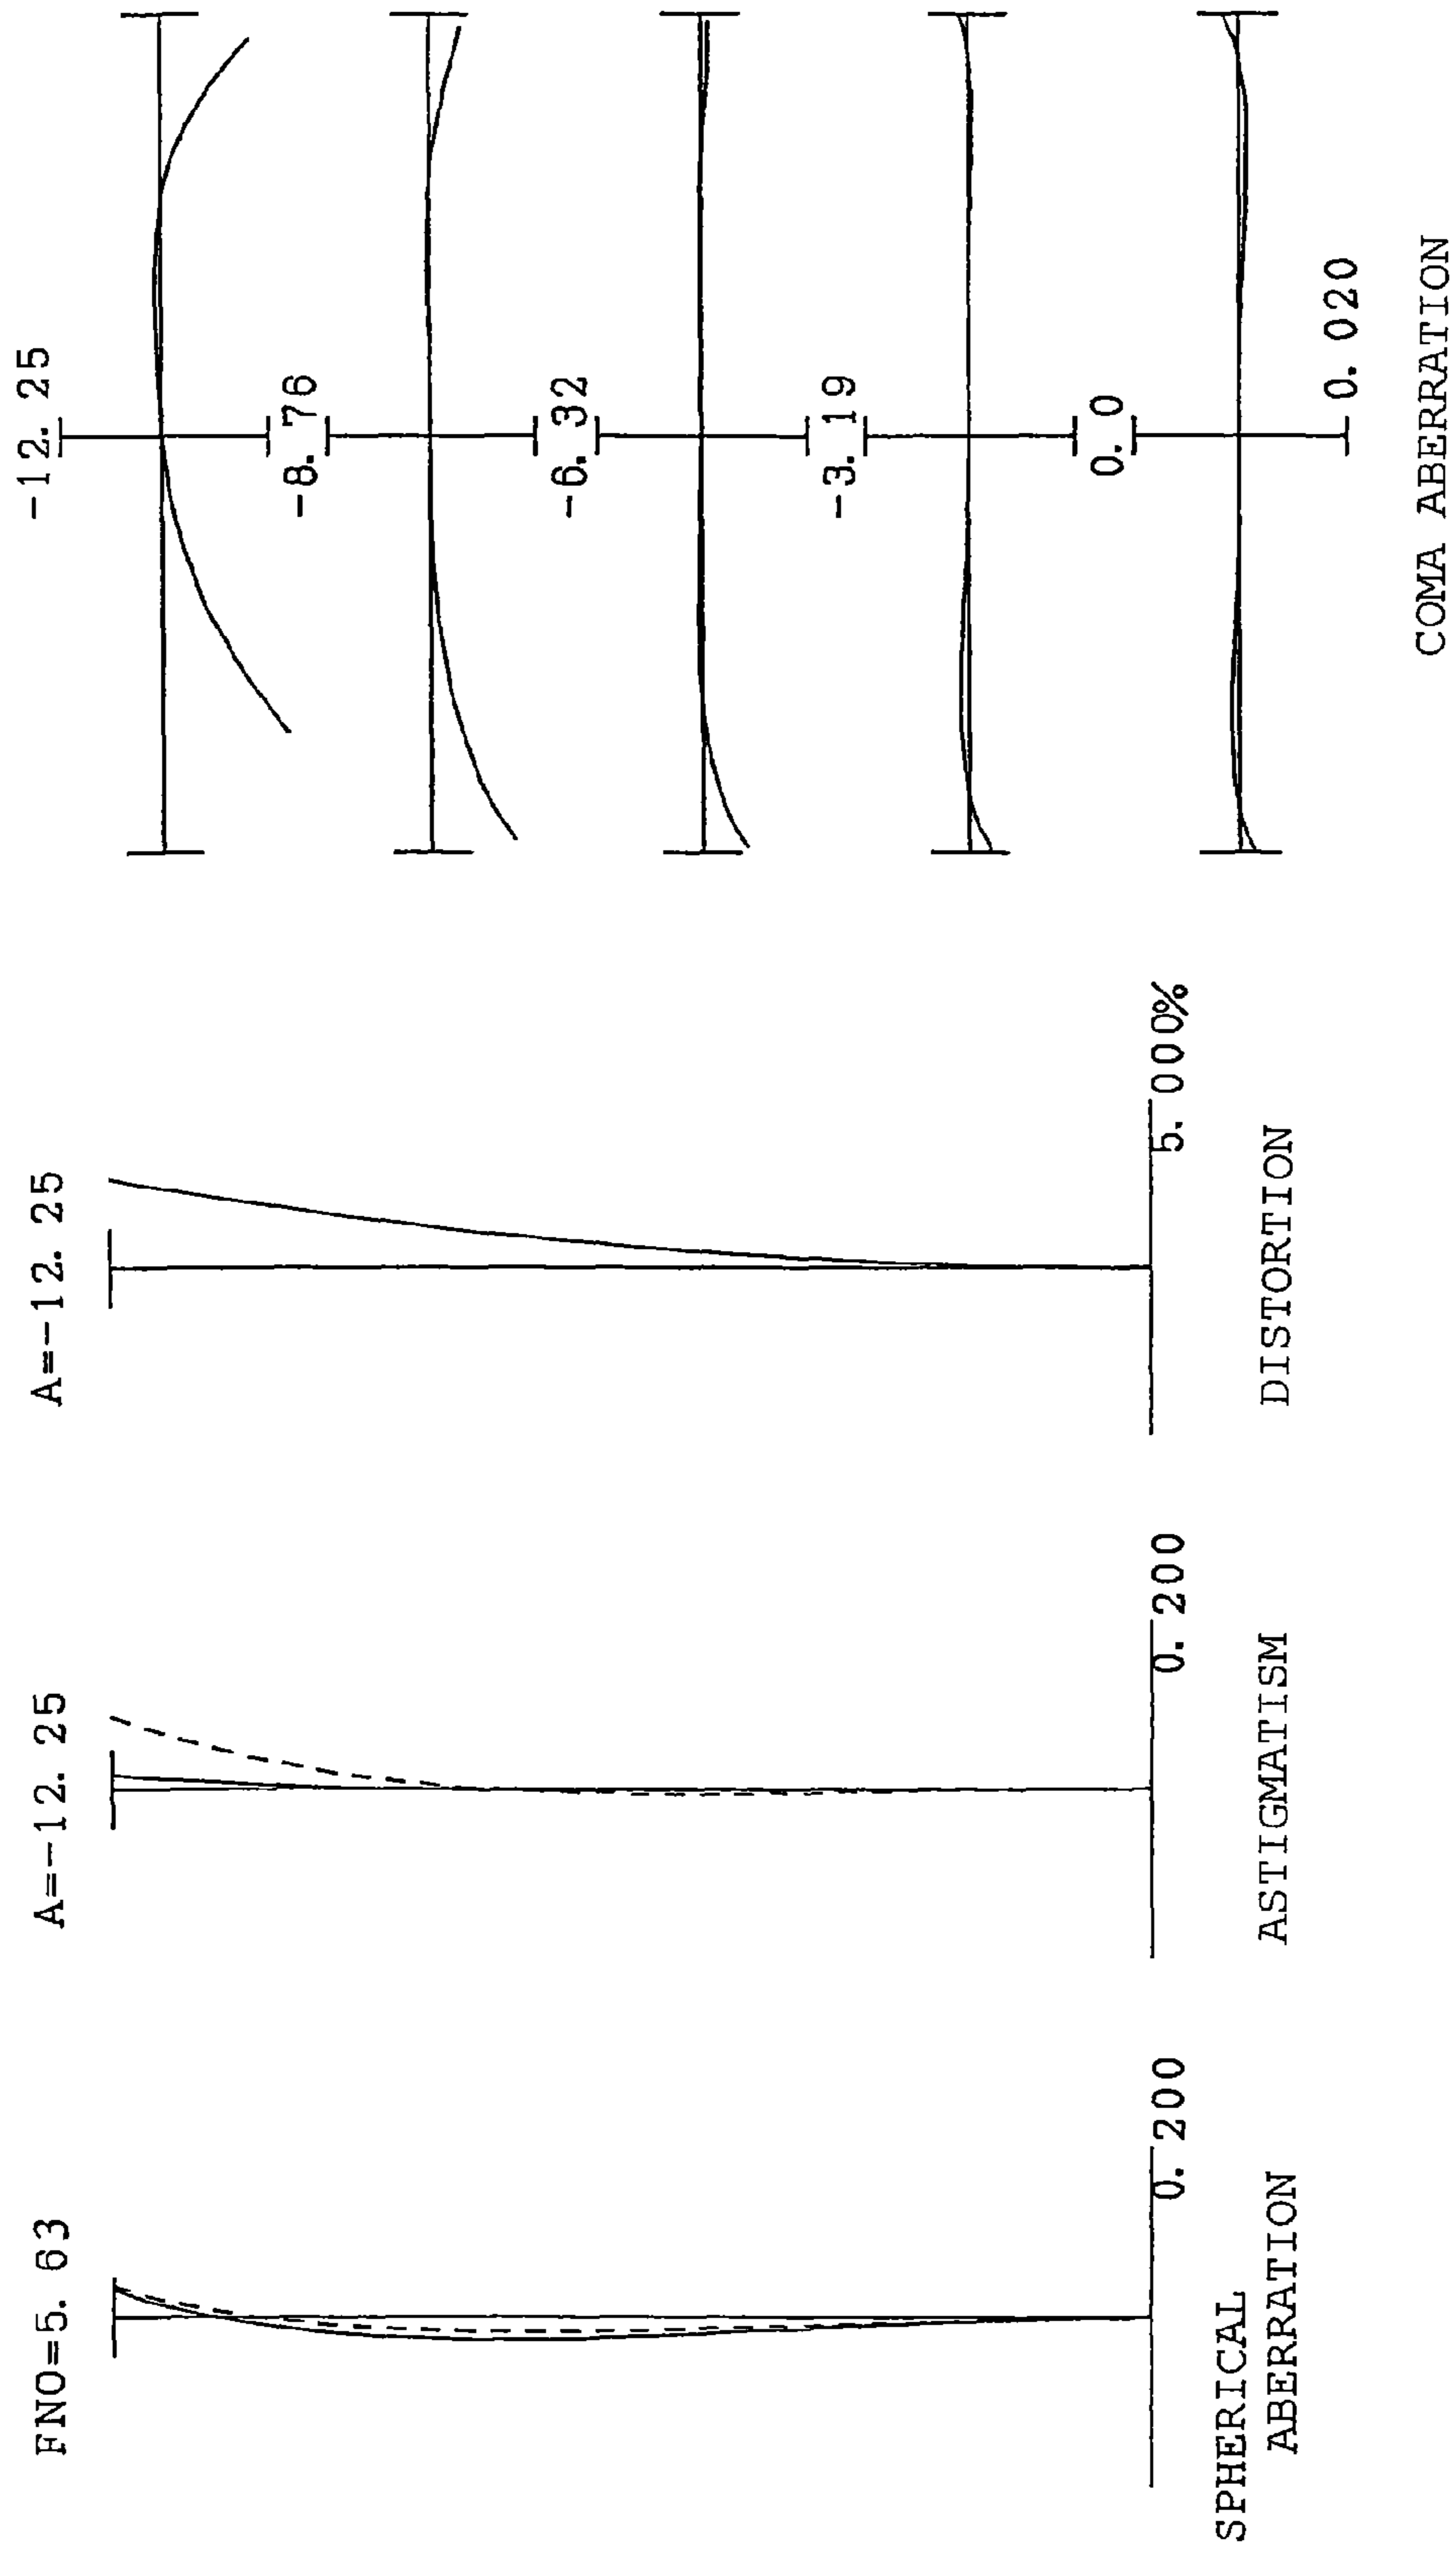 FNO=5. 63
0. 200
SPHERICAL
ABERRATION
A=-12. 25
0. 200
ASTIGMATISM
A=-12. 25
5. 000%
DISTORTION
-12. 25
-8. 76
-6. 32
-3. 19
0. 0
0. 020
COMA ABERRATION